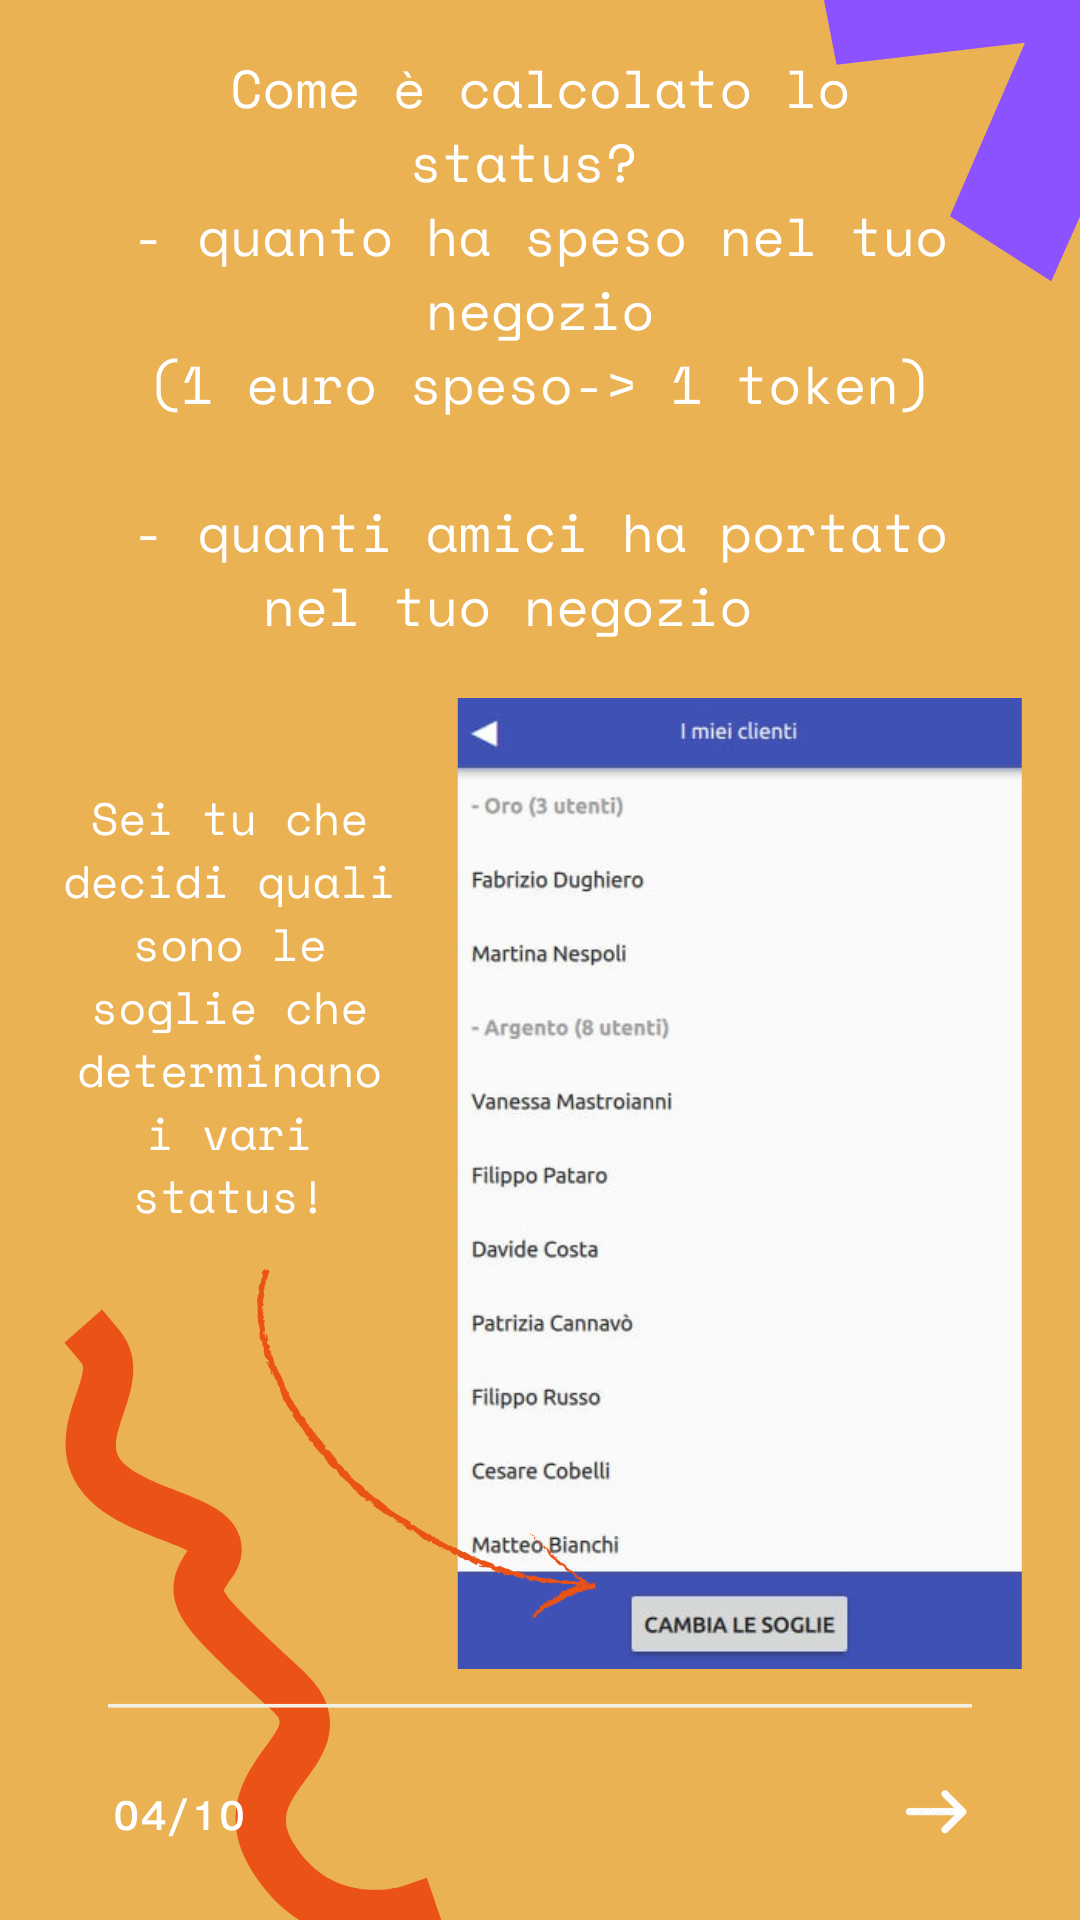 Come è calcolato lo
status?
- quanto ha speso nel tuo
negozio
(1 euro speso-> 1 token)
- quanti amici ha portato
nel tuo negozio
Sei tu che
decidi quali
sono le
soglie che
determinano
i vari
status!
I miei clienti
- Oro (3 utenti)
Fabrizio Dughiero
Martina Nespoli
- Argento (8 utenti)
Vanessa Mastroianni
Filippo Pataro
Davide Costa
Patrizia Cannavò
Filippo Russo
Cesare Cobelli
Matteo Bianchi
CAMBIA LE SOGLIE
04/10